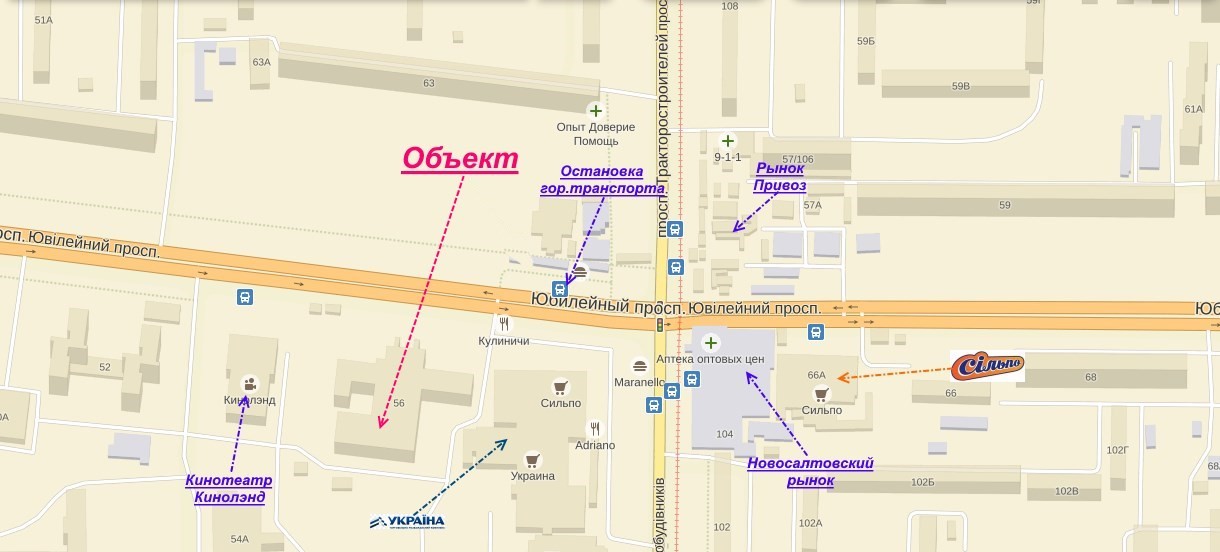 51А
108
59Б
63А
63
59В
61А
просп. Тракторостроителей прос
Опыт Доверие
Помощь
9-1-1
57/106
Объект
Остановка
гор.транспорта
Рынок
Привоз
57А
59
осп. Ювілейний просп.
Юбилейный просп. Ювілейний просп.
Юб
Кулиничи
Аптека оптовых цен
52
Кинолэнд
56
Сильпо
Maranello
66А
Сильпо
Сільпо
66
68
Adriano
104
Украина
Кинотеатр
Кинолэнд
УКРАЇНА
Новосалтовский
рынок
102Г
102Б
102В
54А
обудівників
102
102А